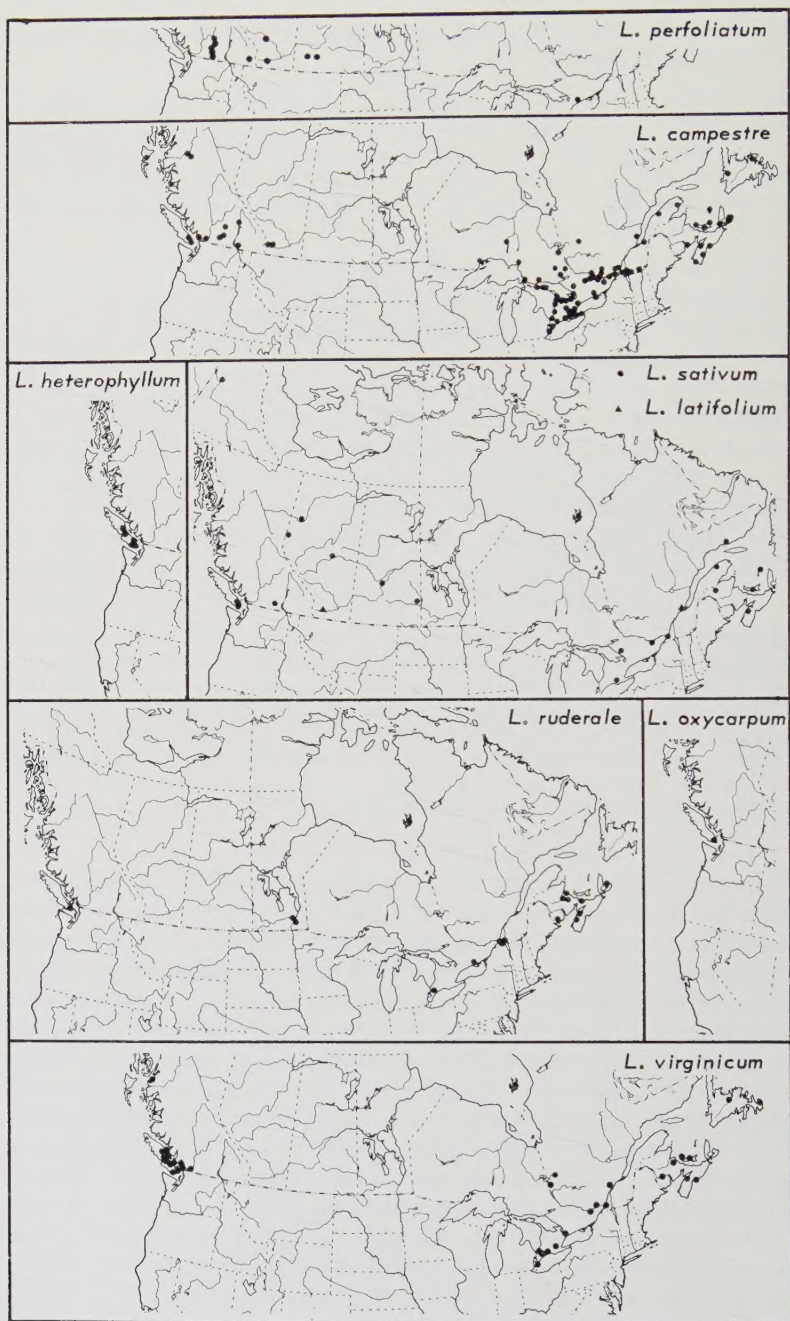 L. perfoliatum
L. campestre
L. heterophyllum
L. sativum
L. latifolium
L. ruderale
L. oxycarpum
L. virginicum